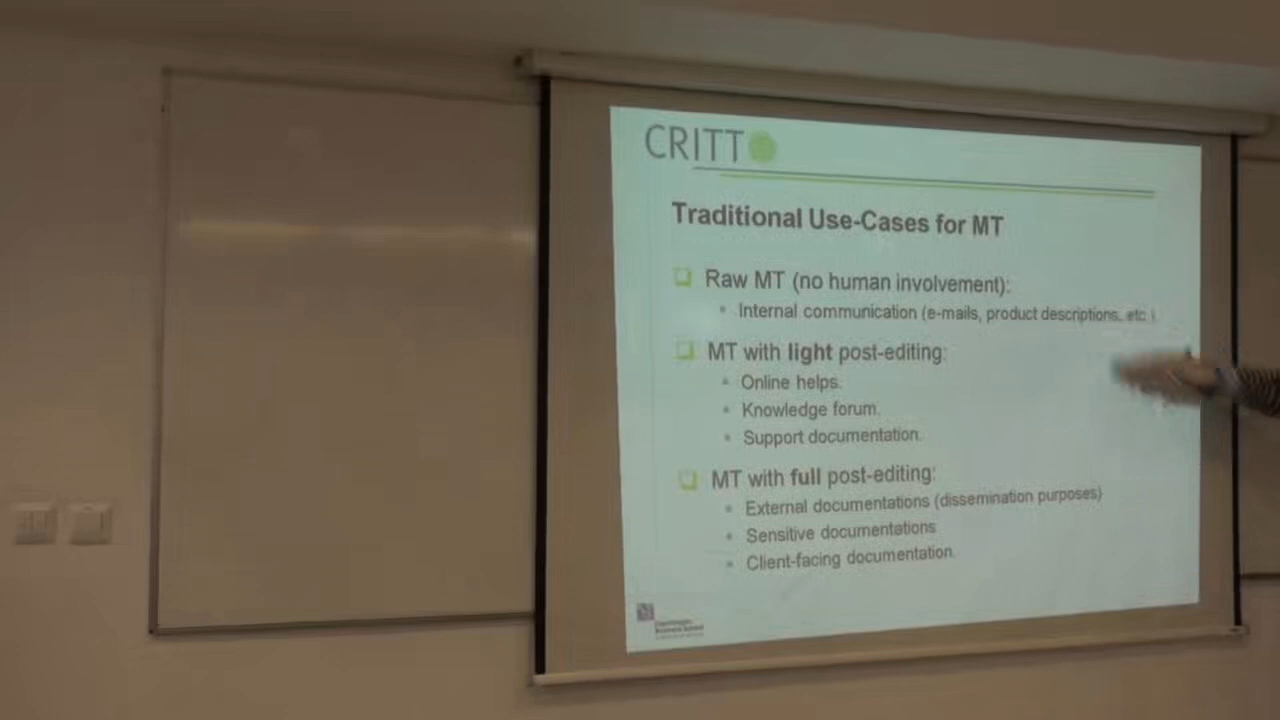 CRITT
Traditional Use-Cases for MT
Raw MT (no human involvement):
Internal communication (e-mails, product descriptions, etc.).
MT with light post-editing:
Online helps.
Knowledge forum.
Support documentation.
MT with full post-editing:
External documentations (dissemination purposes)
Sensitive documentations
Client-facing documentation.
Business School